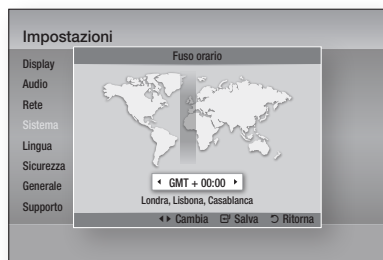 Impostazioni
Fuso orario
Display
Audio
Rete
Sistema
Lingua
Sicurezza
Generale
Supporto
GMT + 00:00
Londra, Lisbona, Casablanca
Cambia Salva Ritorna